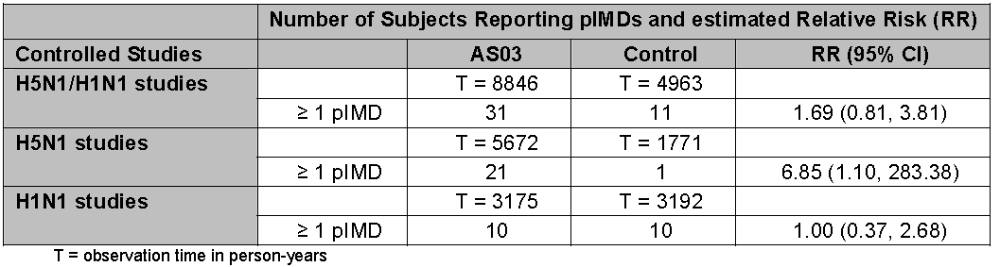 Number of Subjects Reporting pIMDs and estimated Relative Risk (RR)
Controlled Studies AS03 Control RR (95% CI)
H5N1/H1N1 studies T = 8846 T = 4963
≥ 1 pIMD 31 11 1.69 (0.81, 3.81)
H5N1 studies T = 5672 T = 1771
≥ 1 pIMD 21 1 6.85 (1.10, 283.38)
H1N1 studies T = 3175 T = 3192
≥ 1 pIMD 10 10 1.00 (0.37, 2.68)
T = observation time in person-years